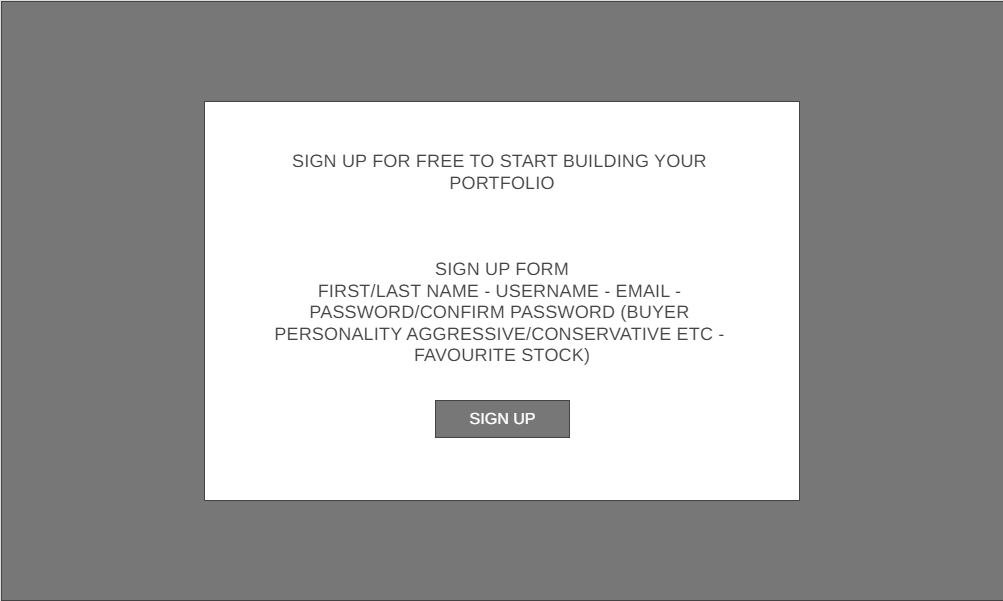 SIGN UP FOR FREE TO START BUILDING YOUR
PORTFOLIO
SIGN UP FORM
FIRST/LAST NAME - USERNAME - EMAIL -
PASSWORD/CONFIRM PASSWORD (BUYER
PERSONALITY AGGRESSIVE/CONSERVATIVE ETC -
FAVOURITE STOCK)
SIGN UP